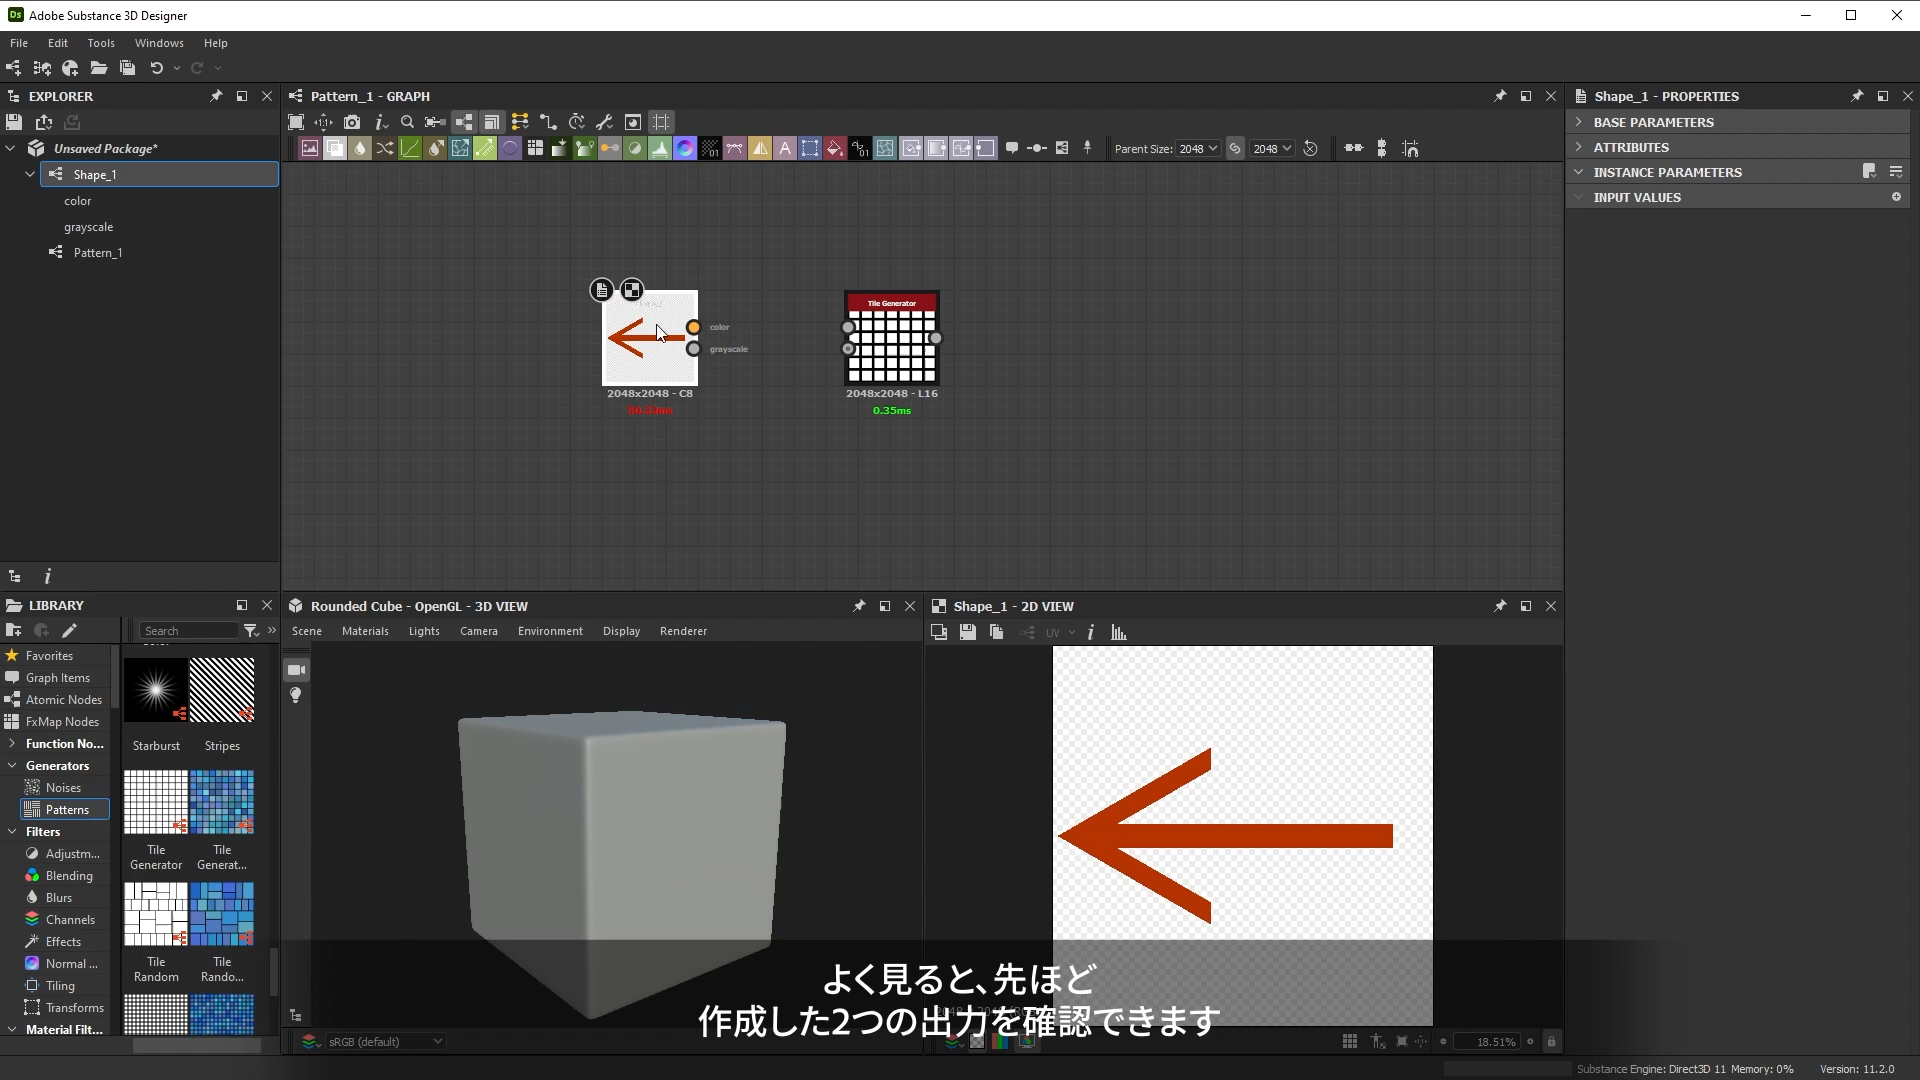 Adobe Substance 3D Designer
File Edit Tools Windows Help
EXPLORER
Unsaved Package*
Shape_1
color
grayscale
Pattern_1
Pattern_1 - GRAPH
Parent Size: 2048 2048
color
grayscale
2048x2048 - C8
Tile Generator
2048x2048 - L16
0.35ms
Shape_1 - PROPERTIES
BASE PARAMETERS
ATTRIBUTES
INSTANCE PARAMETERS
INPUT VALUES
LIBRARY
Search
Favorites
Graph Items
Atomic Nodes
FxMap Nodes
Function No...
Generators
Noises
Patterns
Filters
Adjustm...
Blending
Blurs
Channels
Effects
Normal ...
Tiling
Transforms
Material Filt...
Starburst
Stripes
Tile Generator
Tile Generat...
Tile Random
Tile Rando...
Rounded Cube - OpenGL - 3D VIEW
Scene Materials Lights Camera Environment Display Renderer
sRGB (default)
Shape_1 - 2D VIEW
UV
18.51%
よく見ると、先ほど
作成した2つの出力を確認できます
Substance Engine: Direct3D 11 Memory: 0% Version: 11.2.0